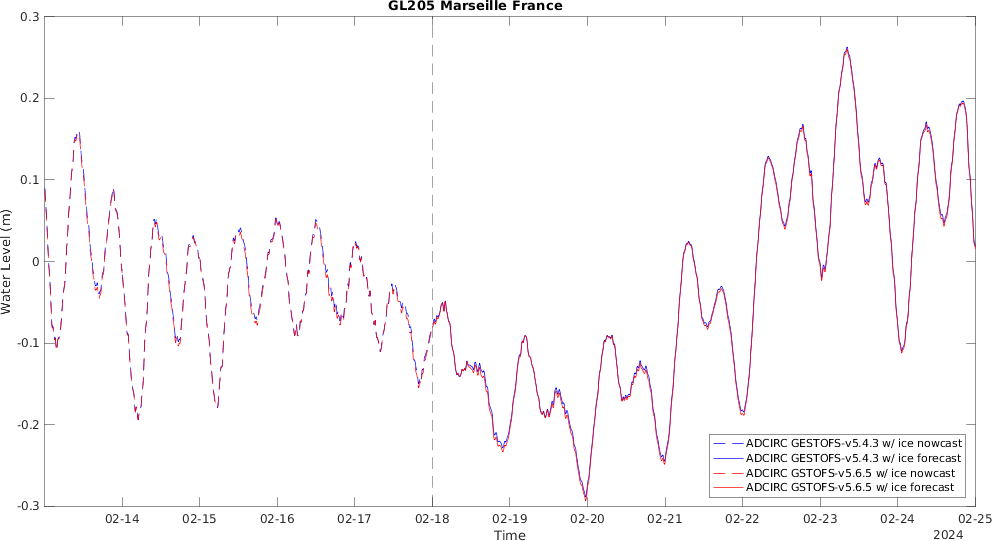 GL205 Marseille France
0.3
0.2
0.1
0
-0.1
-0.2
-0.3
Water Level (m)
02-14
02-15
02-16
02-17
02-18
02-19
02-20
02-21
02-22
02-23
02-24
02-25
Time
2024
ADCIRC GESTOFS-v5.4.3 w/ ice nowcast
ADCIRC GESTOFS-v5.4.3 w/ ice forecast
ADCIRC GSTOFS-v5.6.5 w/ ice nowcast
ADCIRC GSTOFS-v5.6.5 w/ ice forecast